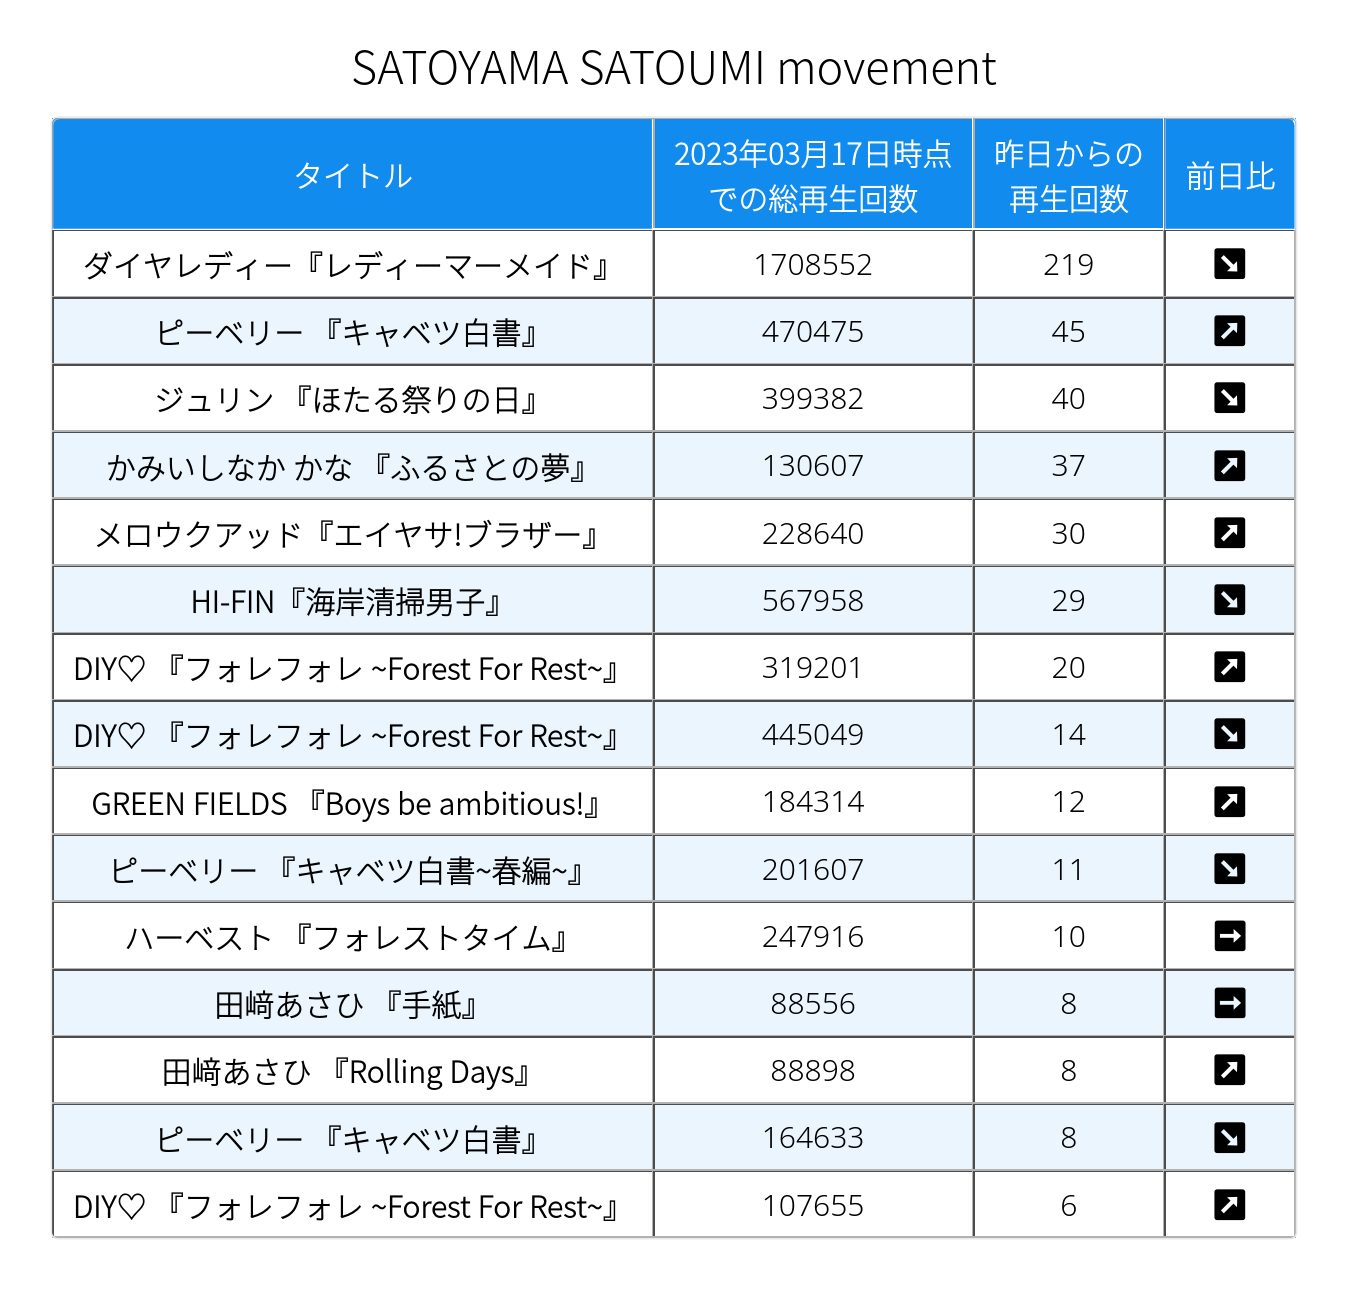 SATOYAMA SATOUMI movement
タイトル 2023年03月17日時点での総再生回数 昨日からの再生回数 前日比
ダイヤレディー『レディーマーメイド』 1708552 219 ↘
ピーベリー 『キャベツ白書』 470475 45 ↗
ジュリン 『ほたる祭りの日』 399382 40 ↘
かみいしなか かな 『ふるさとの夢』 130607 37 ↗
メロウクアッド『エイヤサ!ブラザー』 228640 30 ↗
HI-FIN『海岸清掃男子』 567958 29 ↘
DIY♡ 『フォレフォレ ~Forest For Rest~』 319201 20 ↗
DIY♡ 『フォレフォレ ~Forest For Rest~』 445049 14 ↘
GREEN FIELDS 『Boys be ambitious!』 184314 12 ↗
ピーベリー 『キャベツ白書~春編~』 201607 11 ↘
ハーベスト 『フォレストタイム』 247916 10 →
田﨑あさひ 『手紙』 88556 8 →
田﨑あさひ 『Rolling Days』 88898 8 ↗
ピーベリー 『キャベツ白書』 164633 8 ↘
DIY♡ 『フォレフォレ ~Forest For Rest~』 107655 6 ↗